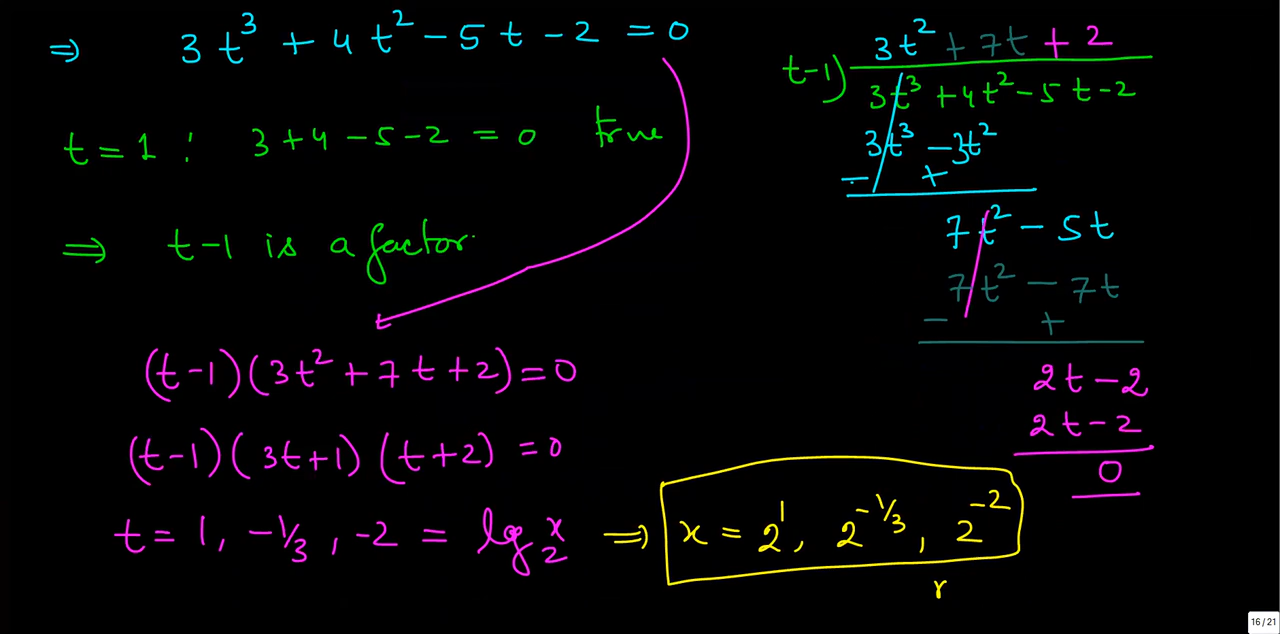 ⇒ 3t³ + 4t² - 5t - 2 = 0
t = 1 : 3 + 4 - 5 - 2 = 0 true
⇒ t-1 is a factor.
(t-1)(3t² + 7t + 2) = 0
(t-1)(3t+1)(t+2) = 0
t = 1, -1/3, -2 = log₂ x ⇒ x = 2¹, 2^(-1/3), 2^(-2)
r
3t² + 7t + 2
t-1) 3t³ + 4t² - 5t - 2
3t³ - 3t²
- +
7t² - 5t
7t² - 7t
- +
2t - 2
2t - 2
0
16 / 21